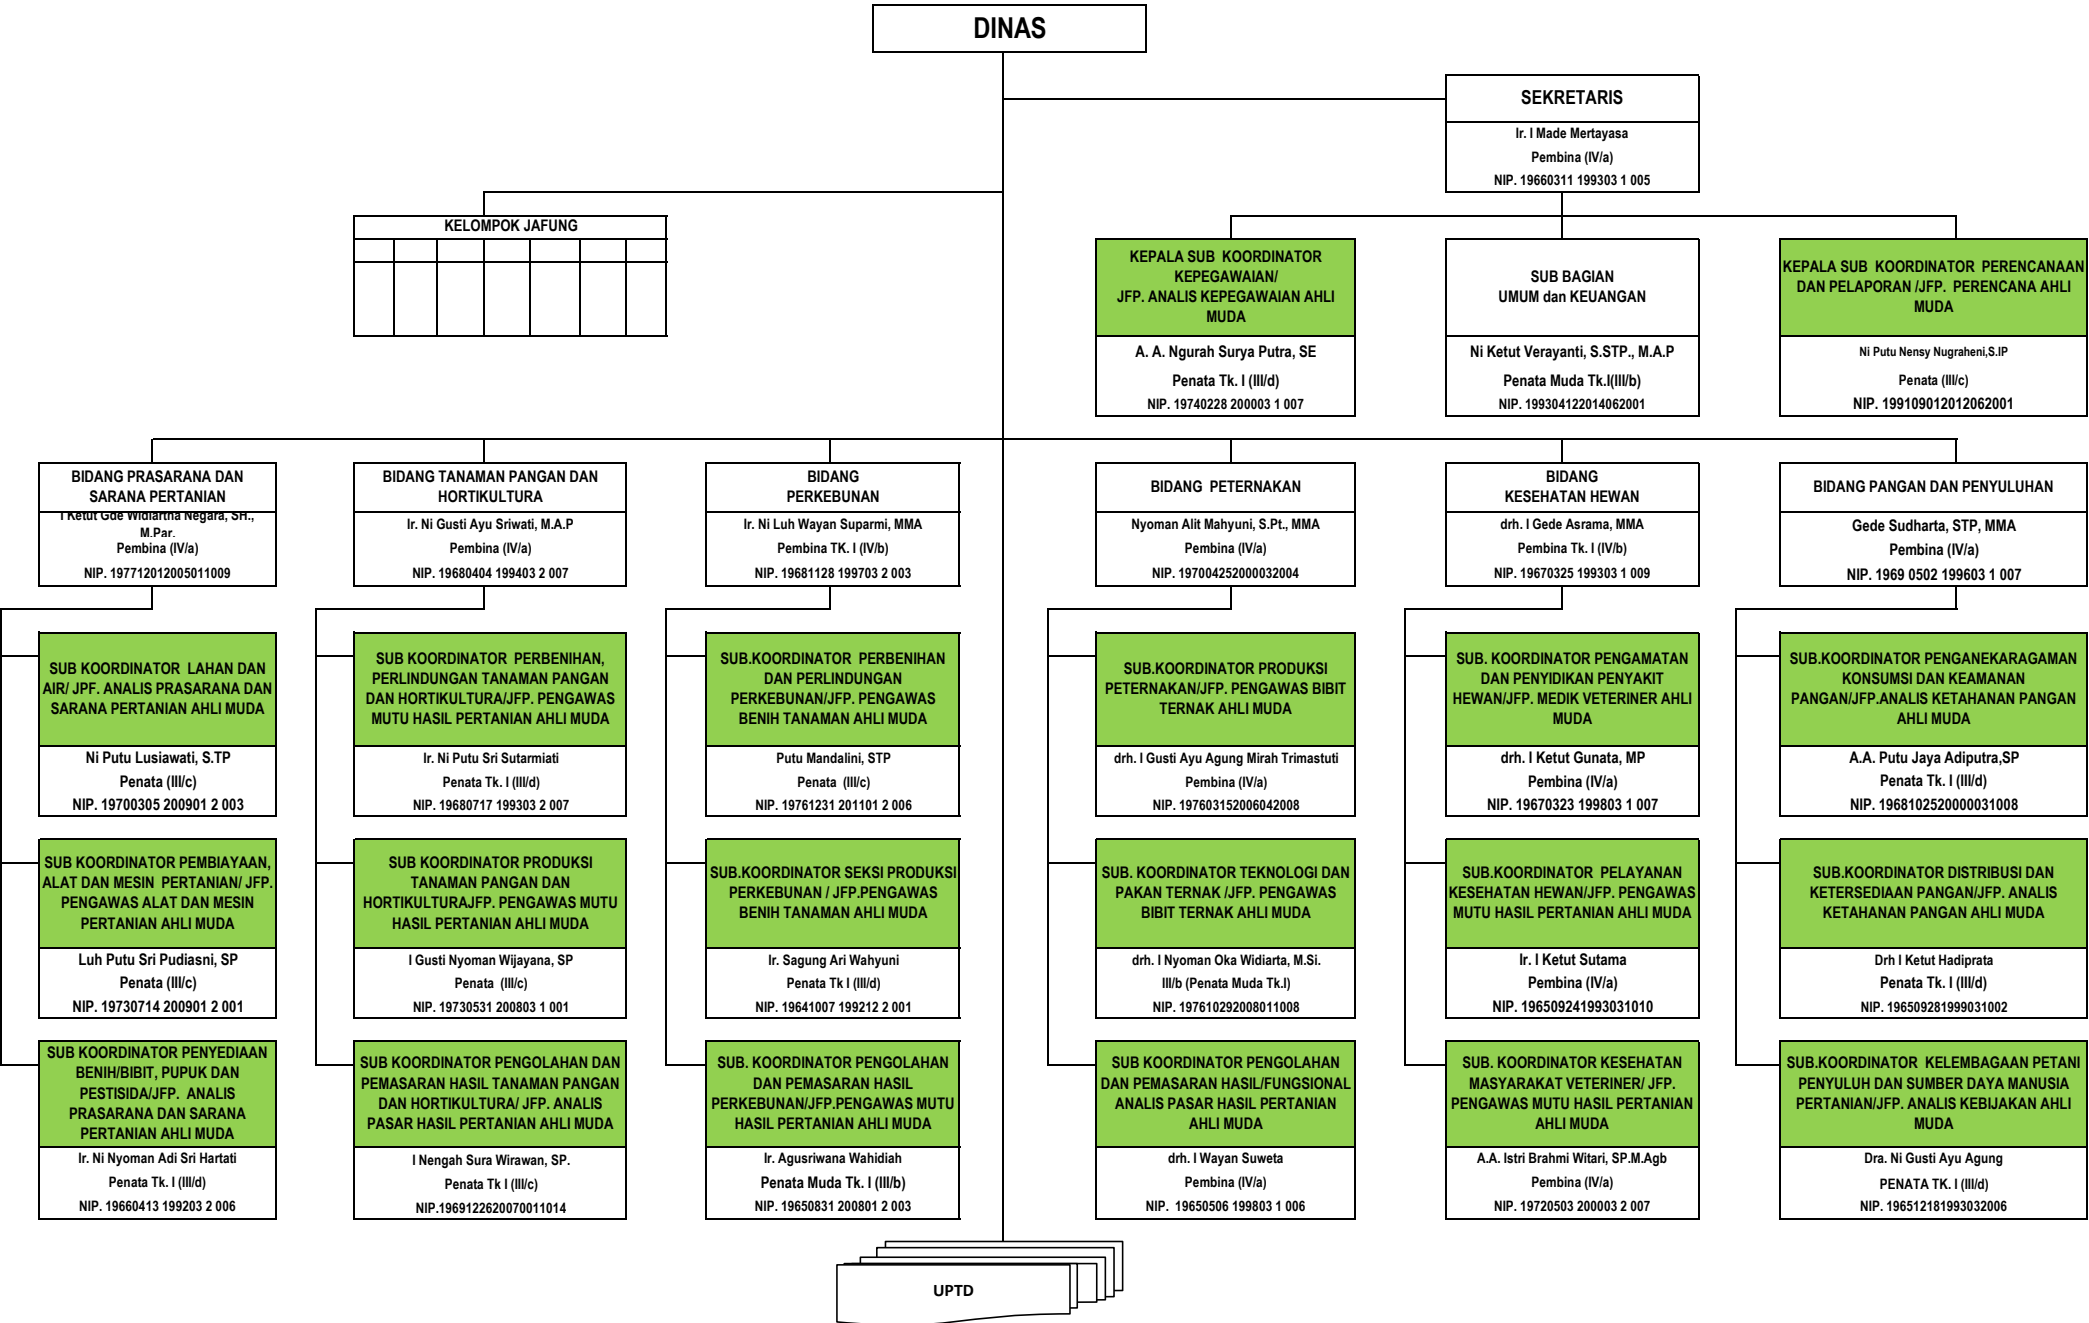 DINAS
SEKRETARIS
Ir. I Made Mertayasa
Pembina (IV/a)
NIP. 19660311 199303 1 005
KELOMPOK JAFUNG
KEPALA SUB KOORDINATOR
KEPEGAWAIAN/
JFP. ANALIS KEPEGAWAIAN AHLI
MUDA
A. A. Ngurah Surya Putra, SE
Penata Tk. I (III/d)
NIP. 19740228 200003 1 007
SUB BAGIAN
UMUM dan KEUANGAN
Ni Ketut Verayanti, S.STP., M.A.P
Penata Muda Tk.I(III/b)
NIP. 199304122014062001
KEPALA SUB KOORDINATOR PERENCANAAN
DAN PELAPORAN /JFP. PERENCANA AHLI
MUDA
Ni Putu Nensy Nugraheni,S.IP
Penata (III/c)
NIP. 199109012012062001
BIDANG PRASARANA DAN
SARANA PERTANIAN
I Ketut Gde Widiartha Negara, SH.,
M.Par.
Pembina (IV/a)
NIP. 197712012005011009
BIDANG TANAMAN PANGAN DAN
HORTIKULTURA
Ir. Ni Gusti Ayu Sriwati, M.A.P
Pembina (IV/a)
NIP. 19680404 199403 2 007
BIDANG
PERKEBUNAN
Ir. Ni Luh Wayan Suparmi, MMA
Pembina TK. I (IV/b)
NIP. 19681128 199703 2 003
BIDANG PETERNAKAN
Nyoman Alit Mahyuni, S.Pt., MMA
Pembina (IV/a)
NIP. 197004252000032004
BIDANG
KESEHATAN HEWAN
drh. I Gede Asrama, MMA
Pembina Tk. I (IV/b)
NIP. 19670325 199303 1 009
BIDANG PANGAN DAN PENYULUHAN
Gede Sudharta, STP, MMA
Pembina (IV/a)
NIP. 1969 0502 199603 1 007
SUB KOORDINATOR LAHAN DAN
AIR/ JPF. ANALIS PRASARANA DAN
SARANA PERTANIAN AHLI MUDA
Ni Putu Lusiawati, S.TP
Penata (III/c)
NIP. 19700305 200901 2 003
SUB KOORDINATOR PERBENIHAN,
PERLINDUNGAN TANAMAN PANGAN
DAN HORTIKULTURA/JFP. PENGAWAS
MUTU HASIL PERTANIAN AHLI MUDA
Ir. Ni Putu Sri Sutarmiati
Penata Tk. I (III/d)
NIP. 19680717 199303 2 007
SUB.KOORDINATOR PERBENIHAN
DAN PERLINDUNGAN
PERKEBUNAN/JFP. PENGAWAS
BENIH TANAMAN AHLI MUDA
Putu Mandalini, STP
Penata (III/c)
NIP. 19761231 201101 2 006
SUB.KOORDINATOR PRODUKSI
PETERNAKAN/JFP. PENGAWAS BIBIT
TERNAK AHLI MUDA
drh. I Gusti Ayu Agung Mirah Trimastuti
Pembina (IV/a)
NIP. 197603152006042008
SUB. KOORDINATOR PENGAMATAN
DAN PENYIDIKAN PENYAKIT
HEWAN/JFP. MEDIK VETERINER AHLI
MUDA
drh. I Ketut Gunata, MP
Pembina (IV/a)
NIP. 19670323 199803 1 007
SUB.KOORDINATOR PENGANEKARAGAMAN
KONSUMSI DAN KEAMANAN
PANGAN/JFP.ANALIS KETAHANAN PANGAN
AHLI MUDA
A.A. Putu Jaya Adiputra,SP
Penata Tk. I (III/d)
NIP. 1968102520000031008
SUB KOORDINATOR PEMBIAYAAN,
ALAT DAN MESIN PERTANIAN/ JFP.
PENGAWAS ALAT DAN MESIN
PERTANIAN AHLI MUDA
Luh Putu Sri Pudiasni, SP
Penata (III/c)
NIP. 19730714 200901 2 001
SUB KOORDINATOR PRODUKSI
TANAMAN PANGAN DAN
HORTIKULTURAJFP. PENGAWAS MUTU
HASIL PERTANIAN AHLI MUDA
I Gusti Nyoman Wijayana, SP
Penata (III/c)
NIP. 19730531 200803 1 001
SUB.KOORDINATOR SEKSI PRODUKSI
PERKEBUNAN / JFP.PENGAWAS
BENIH TANAMAN AHLI MUDA
Ir. Sagung Ari Wahyuni
Penata Tk I (III/d)
NIP. 19641007 199212 2 001
SUB. KOORDINATOR TEKNOLOGI DAN
PAKAN TERNAK /JFP. PENGAWAS
BIBIT TERNAK AHLI MUDA
drh. I Nyoman Oka Widiarta, M.Si.
III/b (Penata Muda Tk.I)
NIP. 197610292008011008
SUB.KOORDINATOR PELAYANAN
KESEHATAN HEWAN/JFP. PENGAWAS
MUTU HASIL PERTANIAN AHLI MUDA
Ir. I Ketut Sutama
Pembina (IV/a)
NIP. 196509241993031010
SUB.KOORDINATOR DISTRIBUSI DAN
KETERSEDIAAN PANGAN/JFP. ANALIS
KETAHANAN PANGAN AHLI MUDA
Drh I Ketut Hadiprata
Penata Tk. I (III/d)
NIP. 196509281999031002
SUB KOORDINATOR PENYEDIAAN
BENIH/BIBIT, PUPUK DAN
PESTISIDA/JFP. ANALIS
PRASARANA DAN SARANA
PERTANIAN AHLI MUDA
Ir. Ni Nyoman Adi Sri Hartati
Penata Tk. I (III/d)
NIP. 19660413 199203 2 006
SUB KOORDINATOR PENGOLAHAN DAN
PEMASARAN HASIL TANAMAN PANGAN
DAN HORTIKULTURA/ JFP. ANALIS
PASAR HASIL PERTANIAN AHLI MUDA
I Nengah Sura Wirawan, SP.
Penata Tk I (III/c)
NIP.1969122620070011014
SUB. KOORDINATOR PENGOLAHAN
DAN PEMASARAN HASIL
PERKEBUNAN/JFP.PENGAWAS MUTU
HASIL PERTANIAN AHLI MUDA
Ir. Agusriwana Wahidiah
Penata Muda Tk. I (III/b)
NIP. 19650831 200801 2 003
SUB KOORDINATOR PENGOLAHAN
DAN PEMASARAN HASIL/FUNGSIONAL
ANALIS PASAR HASIL PERTANIAN
AHLI MUDA
drh. I Wayan Suweta
Pembina (IV/a)
NIP. 19650506 199803 1 006
SUB. KOORDINATOR KESEHATAN
MASYARAKAT VETERINER/ JFP.
PENGAWAS MUTU HASIL PERTANIAN
AHLI MUDA
A.A. Istri Brahmi Witari, SP.M.Agb
Pembina (IV/a)
NIP. 19720503 200003 2 007
SUB.KOORDINATOR KELEMBAGAAN PETANI
PENYULUH DAN SUMBER DAYA MANUSIA
PERTANIAN/JFP. ANALIS KEBIJAKAN AHLI
MUDA
Dra. Ni Gusti Ayu Agung
PENATA TK. I (III/d)
NIP. 196512181993032006
UPTD